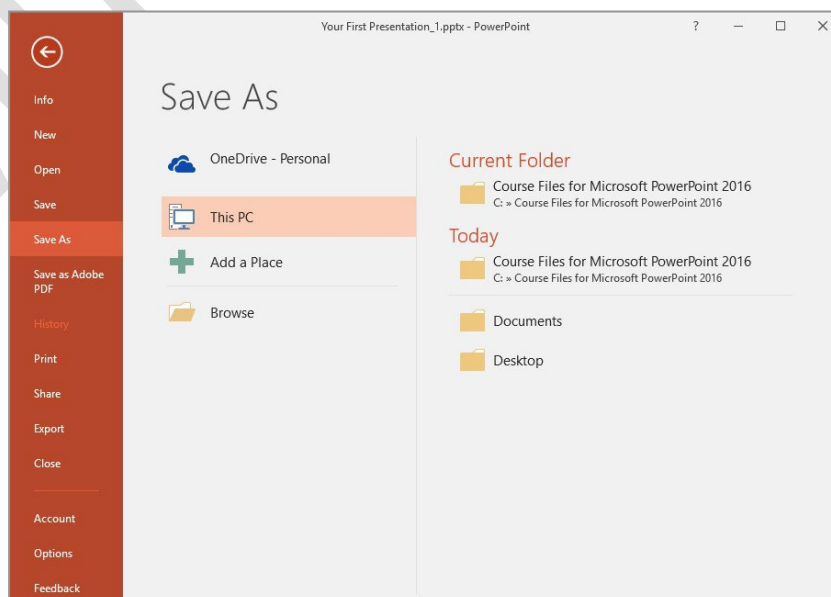 Your First Presentation_1.pptx - PowerPoint
?
Info
New
Open
Save
Save As
Save as Adobe
PDF
History
Print
Share
Export
Close
Account
Options
Feedback
Save As
OneDrive - Personal
This PC
Add a Place
Browse
Current Folder
Course Files for Microsoft PowerPoint 2016
C: » Course Files for Microsoft PowerPoint 2016
Today
Course Files for Microsoft PowerPoint 2016
C: » Course Files for Microsoft PowerPoint 2016
Documents
Desktop